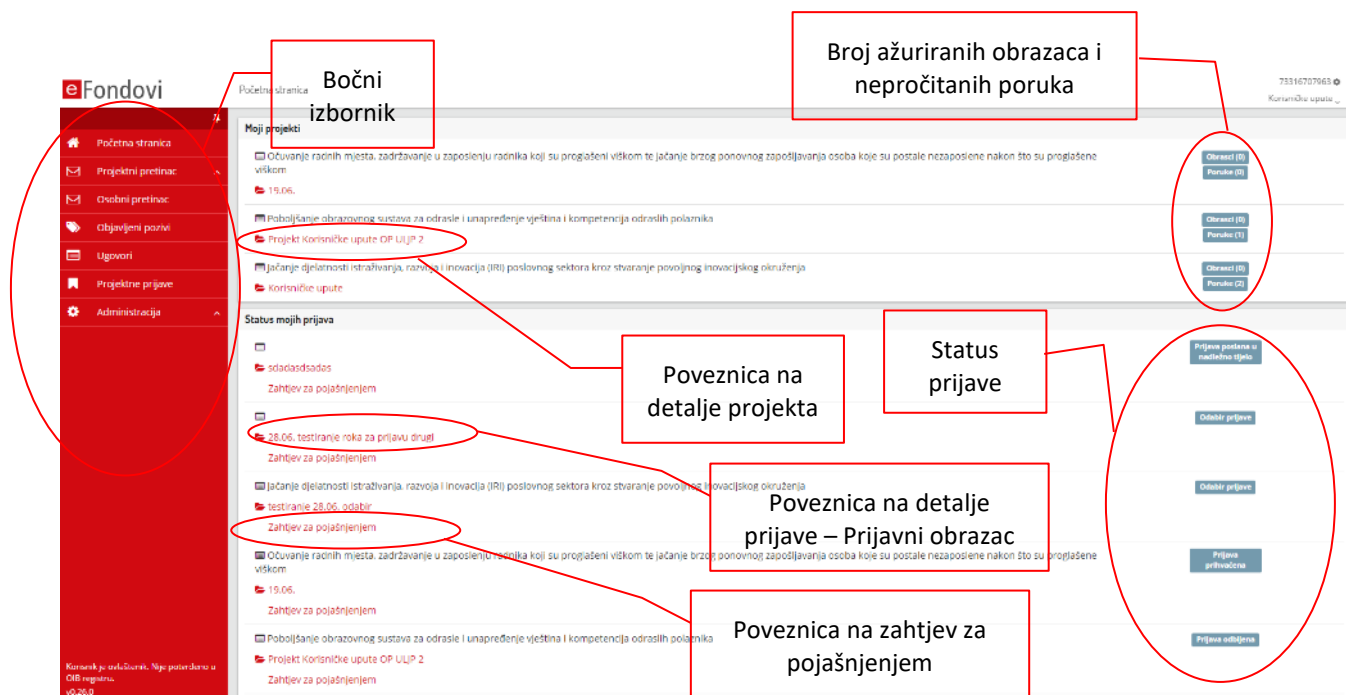 Broj ažuriranih obrazaca i
nepročitanih poruka
Bočni
izbornik
eFondovi
Početna stranica
73316707963
Korisničke upute
Početna stranica
Projektni pretinac
Osobni pretinac
Objavljeni pozivi
Ugovori
Projektne prijave
Administracija
Korisnik je ovlaštenik. Nije potvrđeno u
OIB registru.
v0.26.0
Moji projekti
Očuvanje radnih mjesta, zadržavanje u zaposlenju radnika koji su proglašeni viškom te jačanje brzog ponovnog zapošljavanja osoba koje su postale nezaposlene nakon što su proglašene
viškom
19.06.
Obrasci (0)
Poruke (0)
Poboljšanje obrazovnog sustava za odrasle i unapređenje vještina i kompetencija odraslih polaznika
Projekt Korisničke upute OP ULJP 2
Obrasci (0)
Poruke (1)
Jačanje djelatnosti istraživanja, razvoja i inovacija (IRI) poslovnog sektora kroz stvaranje povoljnog inovacijskog okruženja
Korisničke upute
Obrasci (0)
Poruke (2)
Status mojih prijava
sdadasdsadas
Zahtjev za pojašnjenjem
Prijava poslana u
nadležno tijelo
Poveznica na
detalje projekta
Status
prijave
28.06. testiranje roka za prijavu drugi
Zahtjev za pojašnjenjem
Odabir prijave
Jačanje djelatnosti istraživanja, razvoja i inovacija (IRI) poslovnog sektora kroz stvaranje povoljnog inovacijskog okruženja
testiranje 28.06. odabir
Zahtjev za pojašnjenjem
Odabir prijave
Poveznica na detalje
prijave – Prijavni obrazac
Očuvanje radnih mjesta, zadržavanje u zaposlenju radnika koji su proglašeni viškom te jačanje brzog ponovnog zapošljavanja osoba koje su postale nezaposlene nakon što su proglašene
viškom
19.06.
Zahtjev za pojašnjenjem
Prijava
prihvaćena
Poboljšanje obrazovnog sustava za odrasle i unapređenje vještina i kompetencija odraslih polaznika
Projekt Korisničke upute OP ULJP 2
Zahtjev za pojašnjenjem
Prijava odbijena
Poveznica na zahtjev za
pojašnjenjem